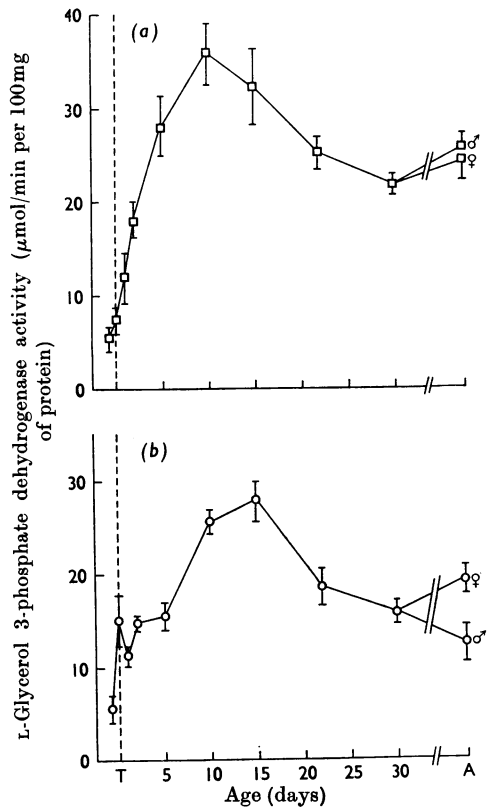 L-Glycerol 3-phosphate dehydrogenase activity (μmol/min per 100mg
of protein)
(a)
40
30
20
10
0
♂
♀
(b)
30
20
10
0
♀
♂
T 5 10 15 20 25 30 A
Age (days)